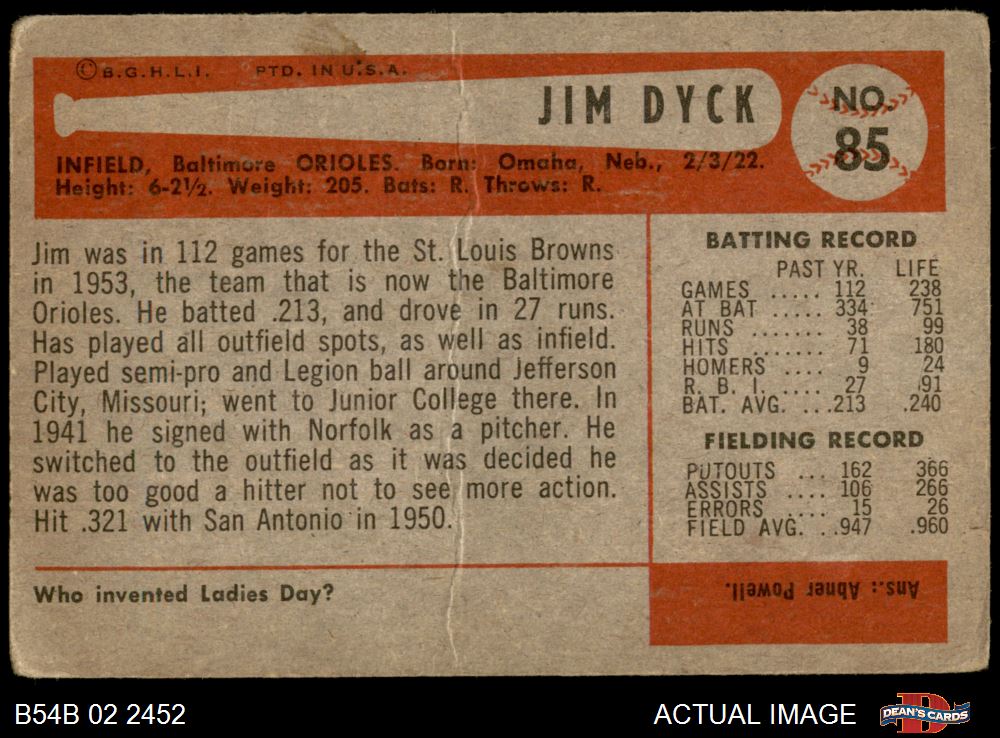 © B.G.H.L.I. PTD. IN U.S.A.
JIM DYCK
NO.
85
INFIELD, Baltimore ORIOLES. Born: Omaha, Neb., 2/3/22.
Height: 6-2½. Weight: 205. Bats: R. Throws: R.
Jim was in 112 games for the St. Louis Browns
in 1953, the team that is now the Baltimore
Orioles. He batted .213, and drove in 27 runs.
Has played all outfield spots, as well as infield.
Played semi-pro and Legion ball around Jefferson
City, Missouri; went to Junior College there. In
1941 he signed with Norfolk as a pitcher. He
switched to the outfield as it was decided he
was too good a hitter not to see more action.
Hit .321 with San Antonio in 1950.
BATTING RECORD
PAST YR. LIFE
GAMES ..... 112 238
AT BAT ..... 334 751
RUNS ....... 38 99
HITS ....... 71 180
HOMERS .... 9 24
R. B. I. .... 27 91
BAT. AVG. ...213 .240
FIELDING RECORD
PUTOUTS ... 162 366
ASSISTS .... 106 266
ERRORS .... 15 26
FIELD AVG. ..947 .960
Who invented Ladies Day?
Ans.: Abner Powell.
B54B 02 2452
ACTUAL IMAGE
D
DEAN'S CARDS